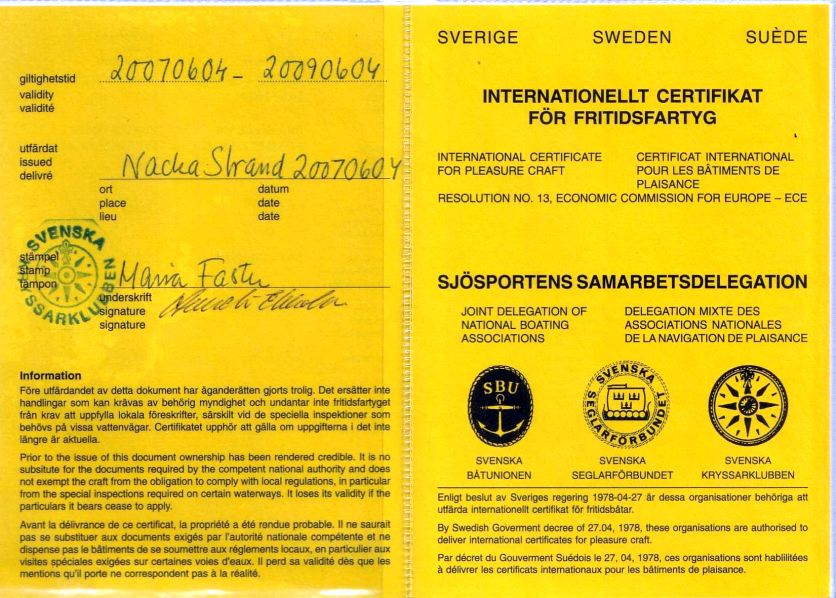 giltighetstid 20070604 - 20090604
validity
validité
utfärdat
issued
délivré Nacka Strand 20070604
ort datum
place date
lieu date
SVENSKA KRYSSARKLUBBEN
stämpel
stamp
tampon Maria
underskrift
signature
signature
Information
Före utfärdandet av detta dokument har äganderätten gjorts trolig. Det ersätter inte
handlingar som kan krävas av behörig myndighet och undantar inte fritidsfartyget
från krav att uppfylla lokala föreskrifter, särskilt vid de speciella inspektioner som
behövs på vissa vattenvägar. Certifikatet upphör att gälla om uppgifterna i det inte
längre är aktuella.
Prior to the issue of this document ownership has been rendered credible. It is no
subsitute for the documents required by the competent national authority and does
not exempt the craft from the obligation to comply with local regulations, in particular
from the special inspections required on certain waterways. It loses its validity if the
particulars it bears cease to apply.
Avant la délivrance de ce certificat, la propriété a été rendue probable. Il ne saurait
pas se substituer aux documents exigés par l'autorité nationale compétente et ne
dispense pas le bâtiments de se soumettre aux réglements locaux, en particulier aux
visites spéciales exigées sur certaines voies d'eaux. Il perd sa validité dès que les
mentions qu'il porte ne correspondent pas à la réalité.
SVERIGE SWEDEN SUÈDE
INTERNATIONELLT CERTIFIKAT
FÖR FRITIDSFARTYG
INTERNATIONAL CERTIFICATE
FOR PLEASURE CRAFT
CERTIFICAT INTERNATIONAL
POUR LES BÂTIMENTS DE
PLAISANCE
RESOLUTION NO. 13, ECONOMIC COMMISSION FOR EUROPE – ECE
SJÖSPORTENS SAMARBETSDELEGATION
JOINT DELEGATION OF
NATIONAL BOATING
ASSOCIATIONS
DELEGATION MIXTE DES
ASSOCIATIONS NATIONALES
DE LA NAVIGATION DE PLAISANCE
SBU
SVENSKA SEGLARFÖRBUNDET
SVENSKA
BÅTUNIONEN
SVENSKA
SEGLARFÖRBUNDET
SVENSKA
KRYSSARKLUBBEN
Enligt beslut av Sveriges regering 1978-04-27 är dessa organisationer behöriga att
utfärda internationellt certifikat för fritidsbåtar.
By Swedish Goverment decree of 27.04, 1978, these organisations are authorised to
deliver international certificates for pleasure craft.
Par décret du Gouverment Suédois le 27, 04, 1978, ces organisations sont habliilitées
à délivrer les certificats internationaux pour les bâtiments de plaisance.